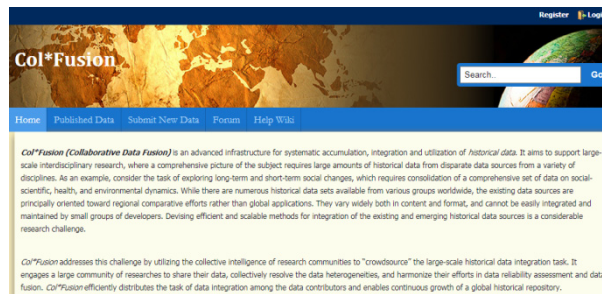 Register Logi
Col*Fusion
Search.. Go
Home Published Data Submit New Data Forum Help Wiki
Col*Fusion (Collaborative Data Fusion) is an advanced infrastructure for systematic accumulation, integration and utilization of historical data. It aims to support large-
scale interdisciplinary research, where a comprehensive picture of the subject requires large amounts of historical data from disparate data sources from a variety of
disciplines. As an example, consider the task of exploring long-term and short-term social changes, which requires consolidation of a comprehensive set of data on social-
scientific, health, and environmental dynamics. While there are numerous historical data sets available from various groups worldwide, the existing data sources are
principally oriented toward regional comparative efforts rather than global applications. They vary widely both in content and format, and cannot be easily integrated and
maintained by small groups of developers. Devising efficient and scalable methods for integration of the existing and emerging historical data sources is a considerable
research challenge.
Col*Fusion addresses this challenge by utilizing the collective intelligence of research communities to "crowdsource" the large-scale historical data integration task. It
engages a large community of researches to share their data, collectively resolve the data heterogeneities, and harmonize their efforts in data reliability assessment and data
fusion. Col*Fusion efficiently distributes the task of data integration among the data contributors and enables continuous growth of a global historical repository.